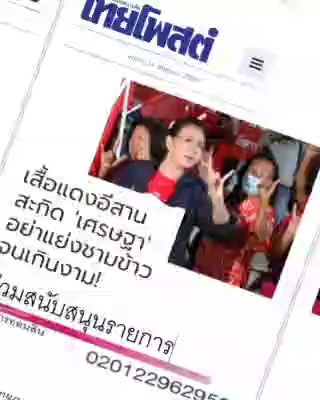 ไทยโพสต์
เสื้อแดงอีสาน
สะกิด 'เศรษฐา'
อย่าแย่งซามข้าว
จนเกินงาม!
่วมสนับสนุนรายการ
02012296295